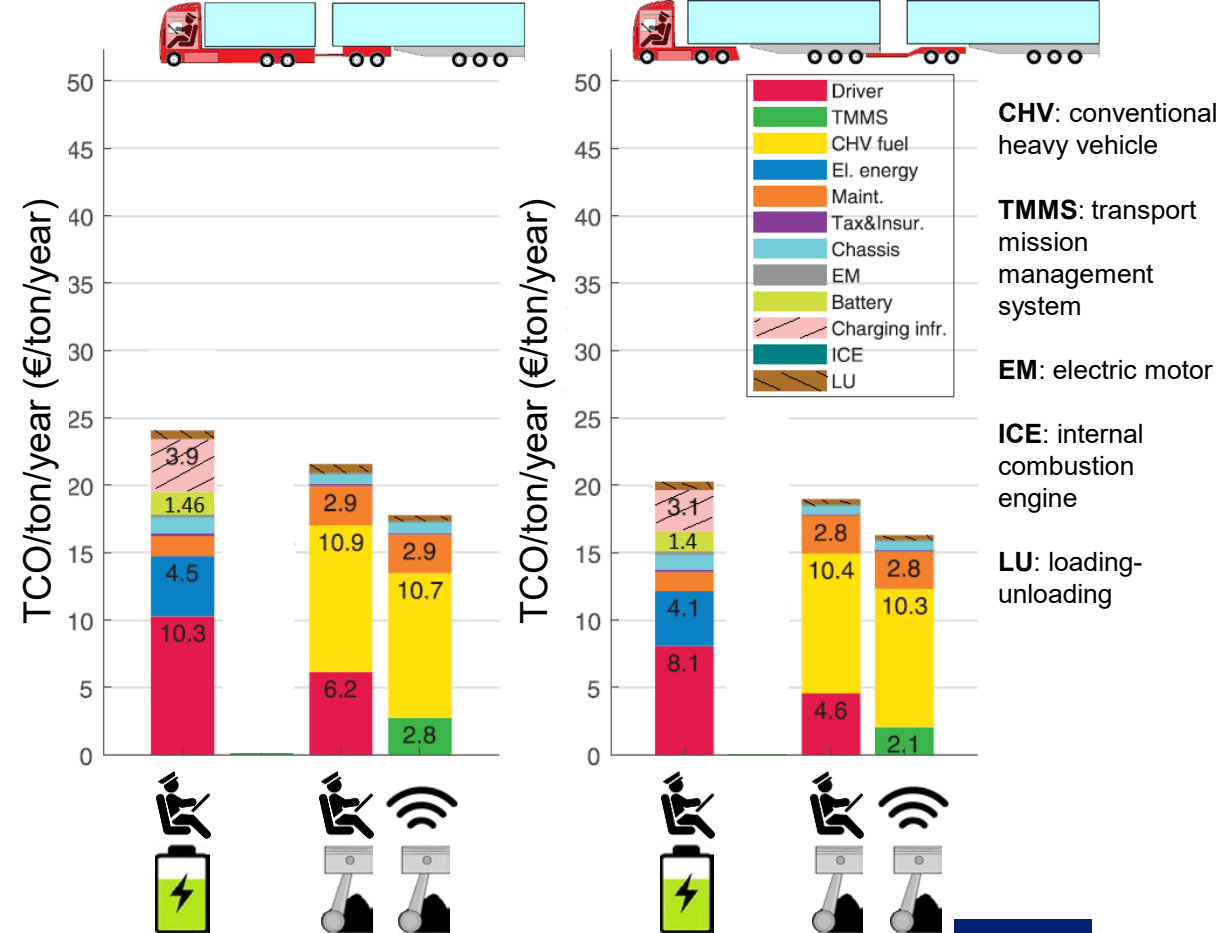 TCO/ton/year (€/ton/year)
50
45
40
35
30
25
20
15
10
5
0
3.9
1.46
4.5
10.3
2.9
10.9
6.2
2.9
10.7
2.8
TCO/ton/year (€/ton/year)
50
45
40
35
30
25
20
15
10
5
0
3.1
1.4
4.1
8.1
2.8
10.4
4.6
2.8
10.3
2.1
Driver
TMMS
CHV fuel
El. energy
Maint.
Tax&Insur.
Chassis
EM
Battery
Charging infr.
ICE
LU
CHV: conventional
heavy vehicle
TMMS: transport
mission
management
system
EM: electric motor
ICE: internal
combustion
engine
LU: loading-
unloading